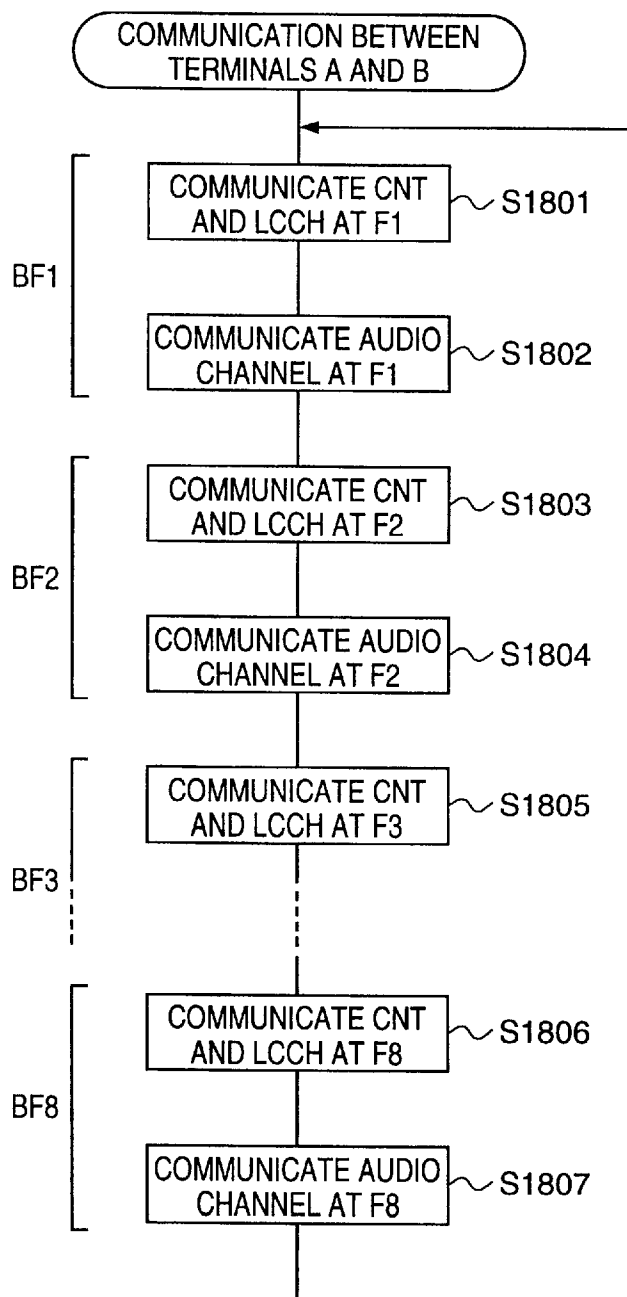 COMMUNICATION BETWEEN
TERMINALS A AND B
BF1
COMMUNICATE CNT
AND LCCH AT F1
S1801
COMMUNICATE AUDIO
CHANNEL AT F1
S1802
BF2
COMMUNICATE CNT
AND LCCH AT F2
S1803
COMMUNICATE AUDIO
CHANNEL AT F2
S1804
BF3
COMMUNICATE CNT
AND LCCH AT F3
S1805
BF8
COMMUNICATE CNT
AND LCCH AT F8
S1806
COMMUNICATE AUDIO
CHANNEL AT F8
S1807